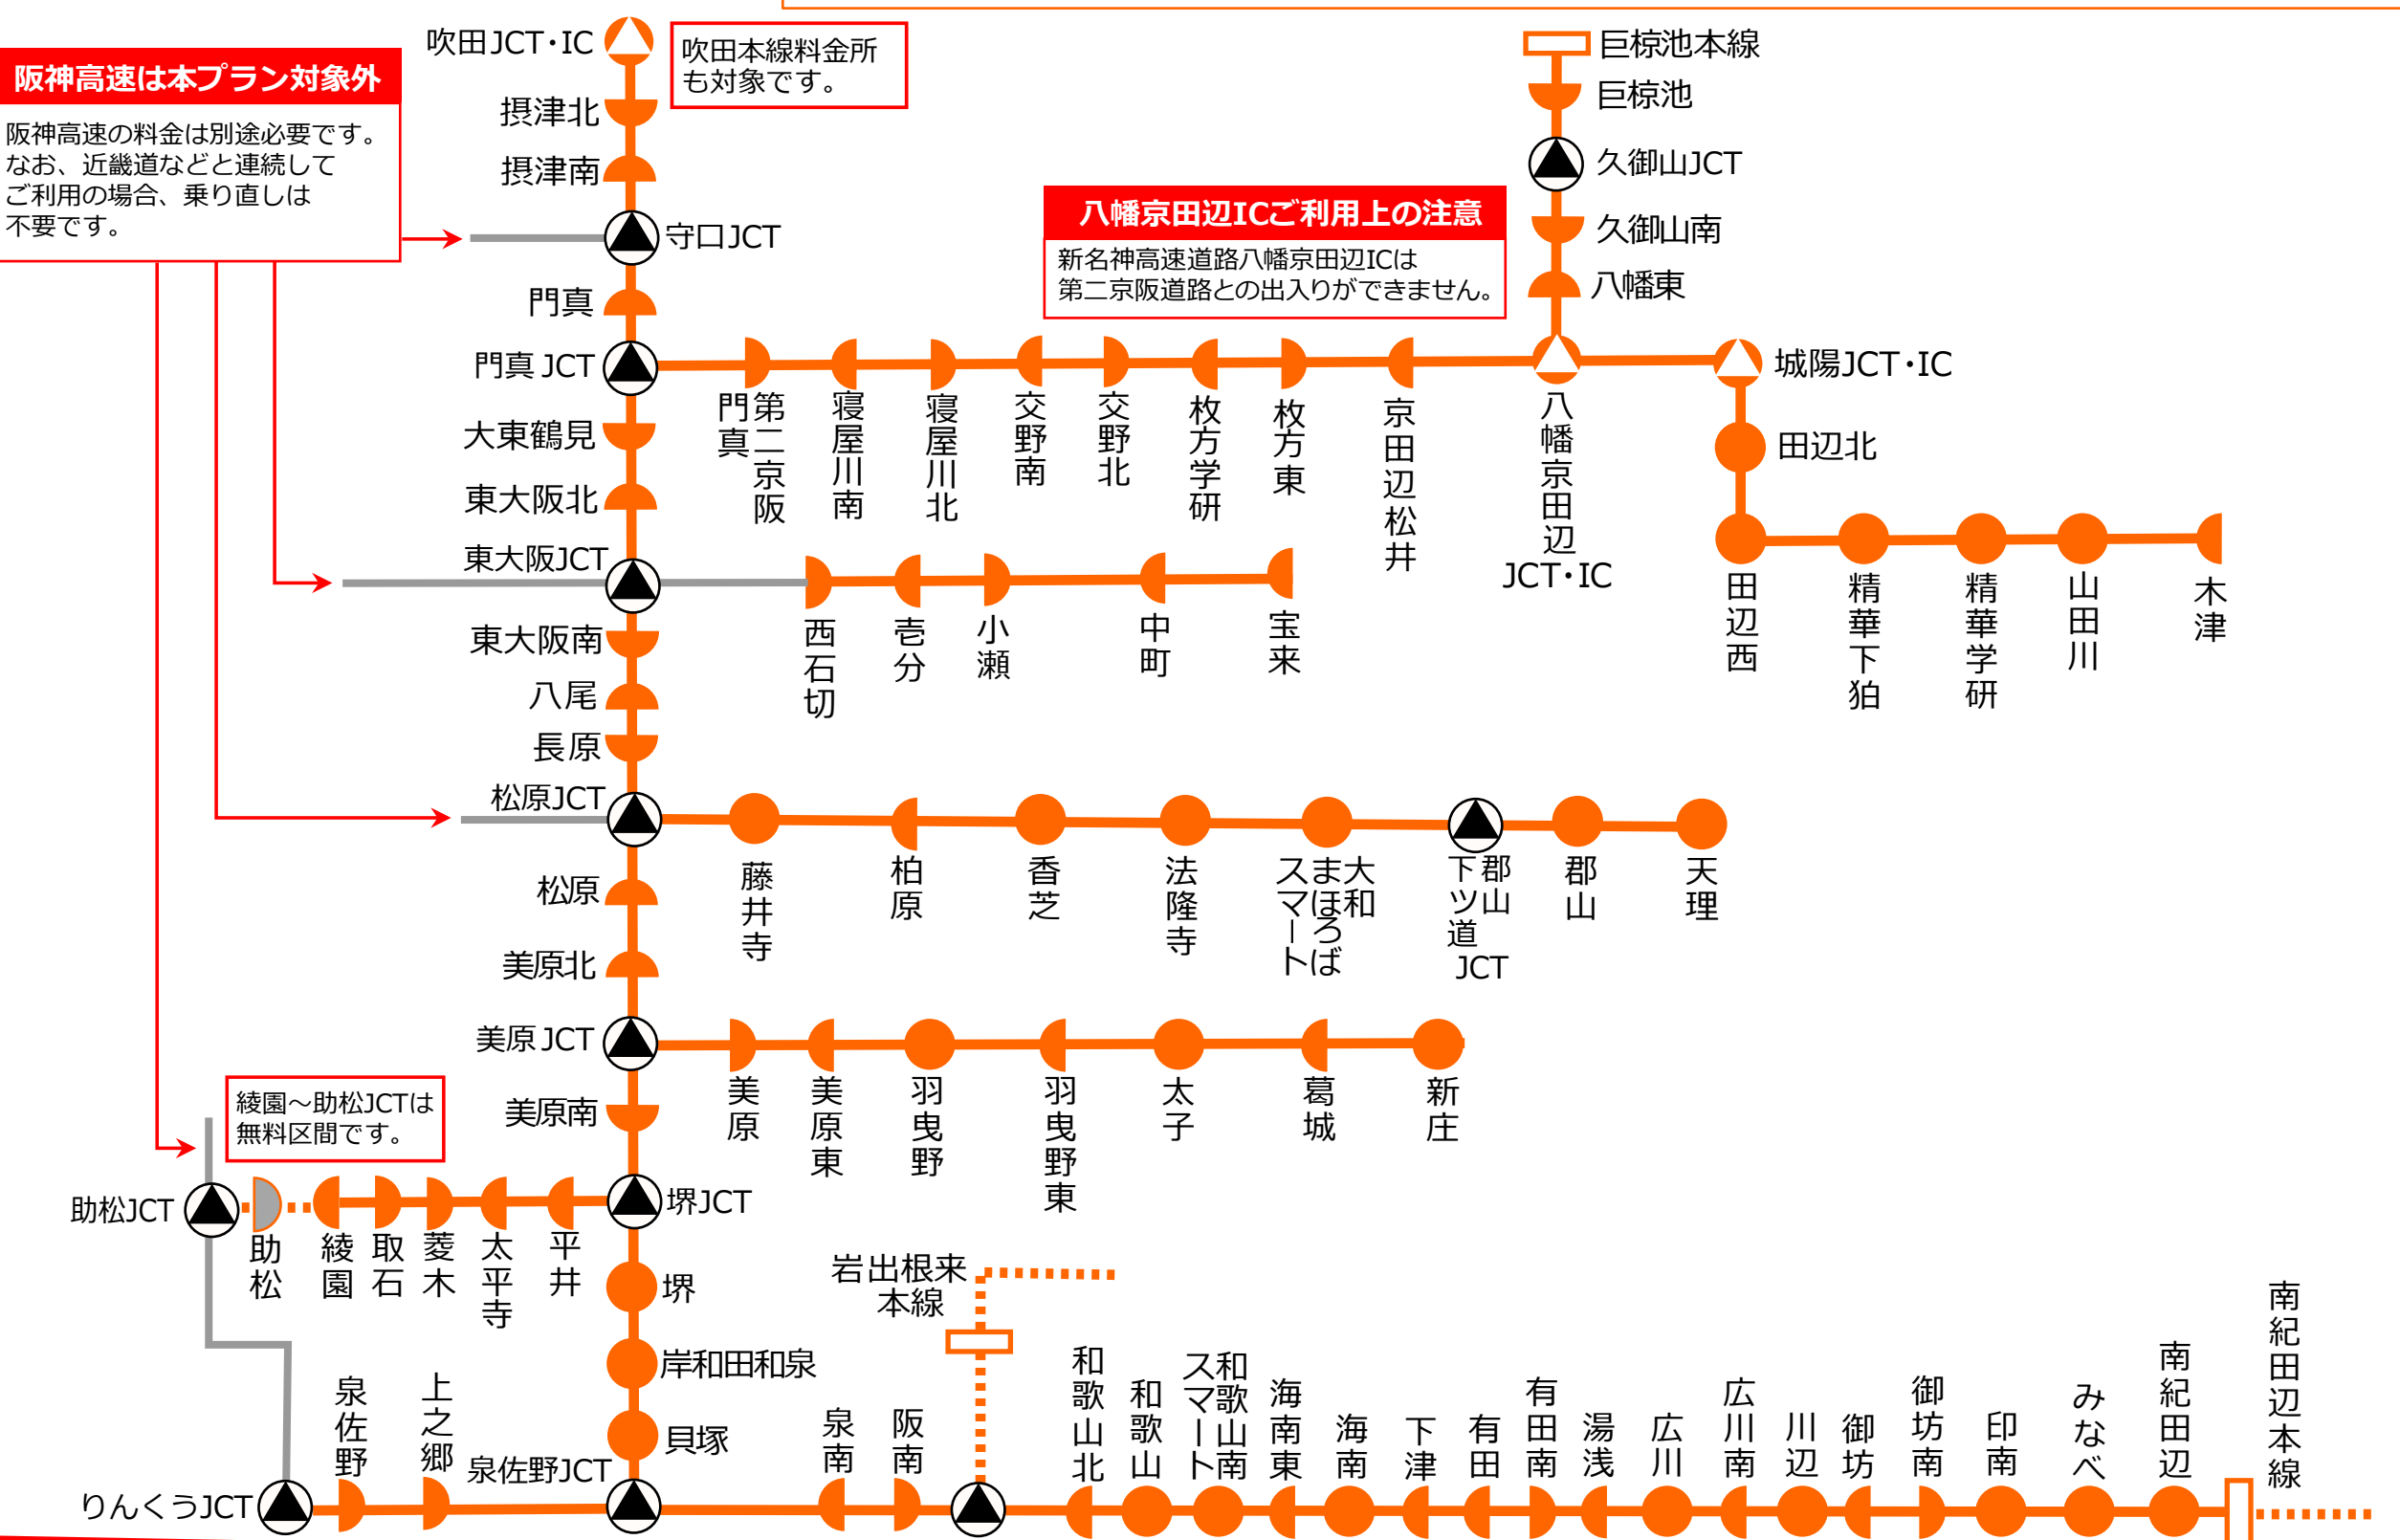 吹田JCT・IC
吹田本線料金所
も対象です。
阪神高速は本プラン対象外
阪神高速の料金は別途必要です。
なお、近畿道などと連続して
ご利用の場合、乗り直しは
不要です。
摂津北
摂津南
守口JCT
門真
門真 JCT
巨椋池本線
巨椋池
久御山JCT
久御山南
八幡東
八幡京田辺ICご利用上の注意
新名神高速道路八幡京田辺ICは
第二京阪道路との出入りができません。
城陽JCT・IC
田辺北
第二京阪
門真
寝屋川南
寝屋川北
交野南
交野北
枚方学研
枚方東
京田辺松井
八幡京田辺
JCT・IC
大東鶴見
東大阪北
東大阪JCT
田辺西
精華下狛
精華学研
山田川
木津
西石切
壱分
小瀬
中町
宝来
東大阪南
八尾
長原
松原JCT
藤井寺
柏原
香芝
法隆寺
大和
まほろば
スマート
郡山
下ツ道
JCT
郡山
天理
松原
美原北
美原 JCT
美原
美原東
羽曳野
羽曳野東
太子
葛城
新庄
美原南
綾園～助松JCTは
無料区間です。
助松JCT
助松
綾園
取石
菱木
太平寺
平井
堺JCT
堺
岸和田和泉
貝塚
岩出根来
本線
りんくうJCT
泉佐野
上之郷
泉佐野JCT
泉南
阪南
和歌山北
和歌山
和歌山南
スマート
海南東
海南
下津
有田
有田南
湯浅
広川
広川南
川辺
御坊
御坊南
印南
みなべ
南紀田辺
南紀田辺本線